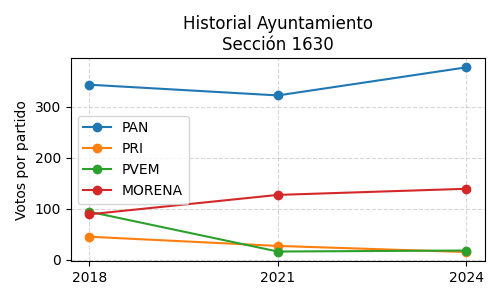 Historial Ayuntamiento
Sección 1630
Votos por partido
300
200
100
0
PAN
PRI
PVEM
MORENA
2018
2021
2024